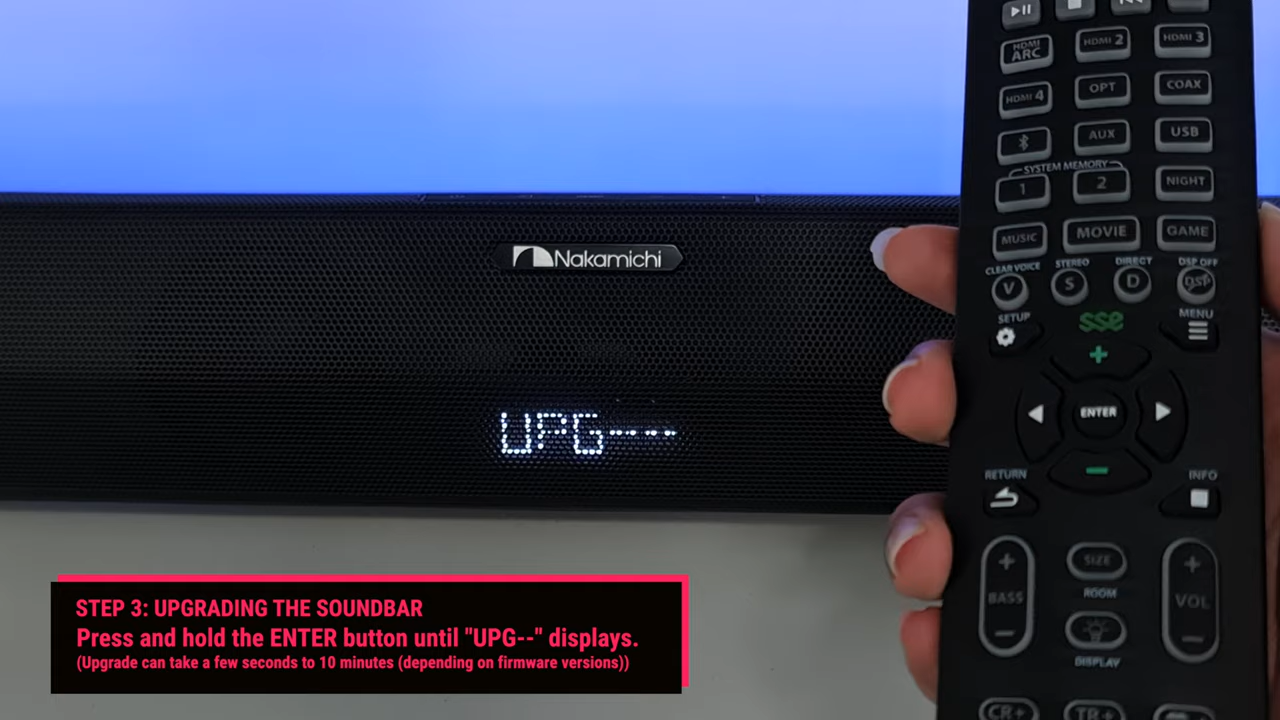 HDMI ARC
HDMI 2
HDMI 3
HDMI 4
OPT
COAX
AUX
USB
SYSTEM MEMORY
1
2
NIGHT
MUSIC
MOVIE
GAME
CLEAR VOICE
STEREO
DIRECT
DSP OFF
V
S
D
DSP
SETUP
sse
MENU
+
ENTER
−
RETURN
INFO
+
BASS
−
SIZE
ROOM
DISPLAY
+
VOL
−
CR+
TR+
Nakamichi
UPG---
STEP 3: UPGRADING THE SOUNDBAR
Press and hold the ENTER button until "UPG--" displays.
(Upgrade can take a few seconds to 10 minutes (depending on firmware versions))